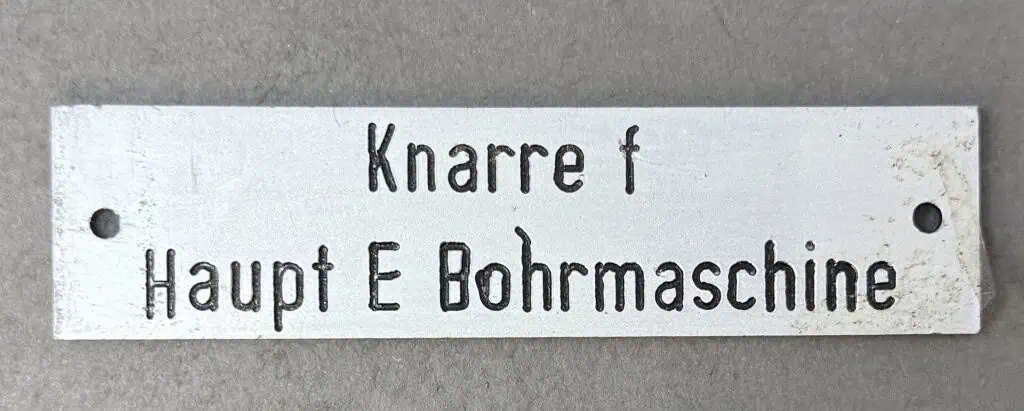 Knarre f
Haupt E Bohrmaschine